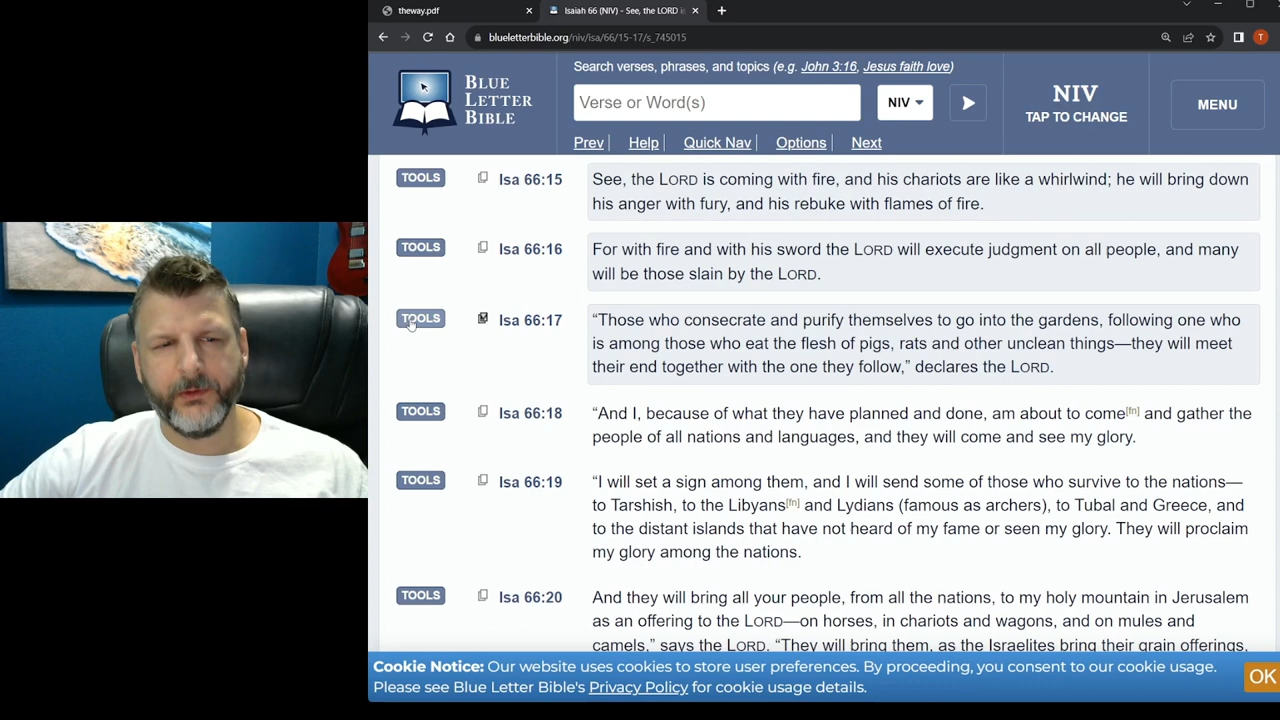 theway.pdf
Isaiah 66 (NIV) - See, the LORD is
blueletterbible.org/niv/isa/66/15-17/s_745015
T
BLUE
LETTER
BIBLE
Search verses, phrases, and topics (e.g. John 3:16, Jesus faith love)
Verse or Word(s)
NIV
NIV
TAP TO CHANGE
MENU
Prev
Help
Quick Nav
Options
Next
TOOLS Isa 66:15 See, the LORD is coming with fire, and his chariots are like a whirlwind; he will bring down
his anger with fury, and his rebuke with flames of fire.
TOOLS Isa 66:16 For with fire and with his sword the LORD will execute judgment on all people, and many
will be those slain by the LORD.
TOOLS Isa 66:17 “Those who consecrate and purify themselves to go into the gardens, following one who
is among those who eat the flesh of pigs, rats and other unclean things—they will meet
their end together with the one they follow,” declares the LORD.
TOOLS Isa 66:18 “And I, because of what they have planned and done, am about to come[fn] and gather the
people of all nations and languages, and they will come and see my glory.
TOOLS Isa 66:19 “I will set a sign among them, and I will send some of those who survive to the nations—
to Tarshish, to the Libyans[fn] and Lydians (famous as archers), to Tubal and Greece, and
to the distant islands that have not heard of my fame or seen my glory. They will proclaim
my glory among the nations.
TOOLS Isa 66:20 And they will bring all your people, from all the nations, to my holy mountain in Jerusalem
as an offering to the LORD—on horses, in chariots and wagons, and on mules and
camels,” says the LORD. “They will bring them, as the Israelites bring their grain offerings,
Cookie Notice: Our website uses cookies to store user preferences. By proceeding, you consent to our cookie usage.
Please see Blue Letter Bible's Privacy Policy for cookie usage details.
OK